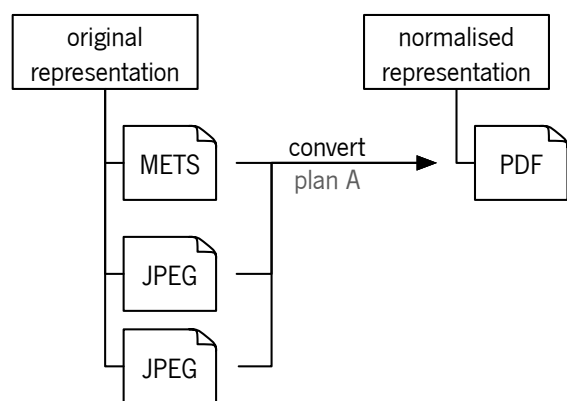 original
representation
normalised
representation
METS
convert
plan A
PDF
JPEG
JPEG